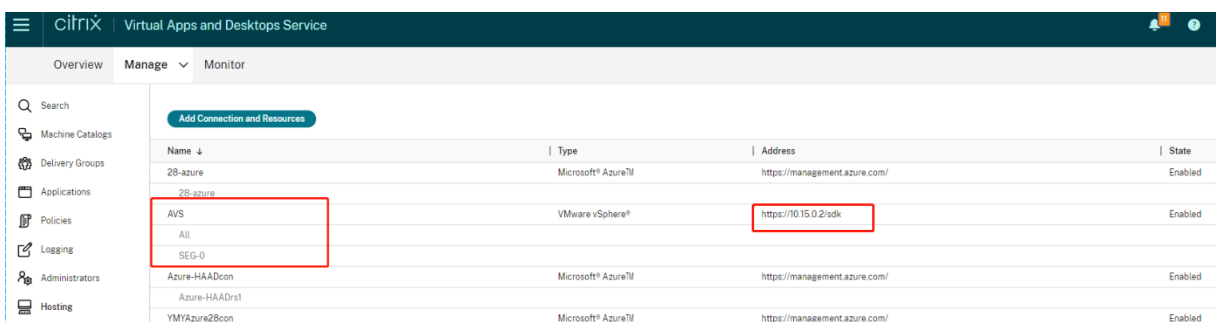 citrix | Virtual Apps and Desktops Service 11 ?
Overview Manage Monitor
Search
Machine Catalogs
Delivery Groups
Applications
Policies
Logging
Administrators
Hosting
Add Connection and Resources
Name ↓ | Type | Address | State
28-azure Microsoft® Azure™ https://management.azure.com/ Enabled
28-azure
AVS VMware vSphere® https://10.15.0.2/sdk Enabled
All
SEG-0
Azure-HAADcon Microsoft® Azure™ https://management.azure.com/ Enabled
Azure-HAADrs1
YMYAzure28con Microsoft® Azure™ https://management.azure.com/ Enabled